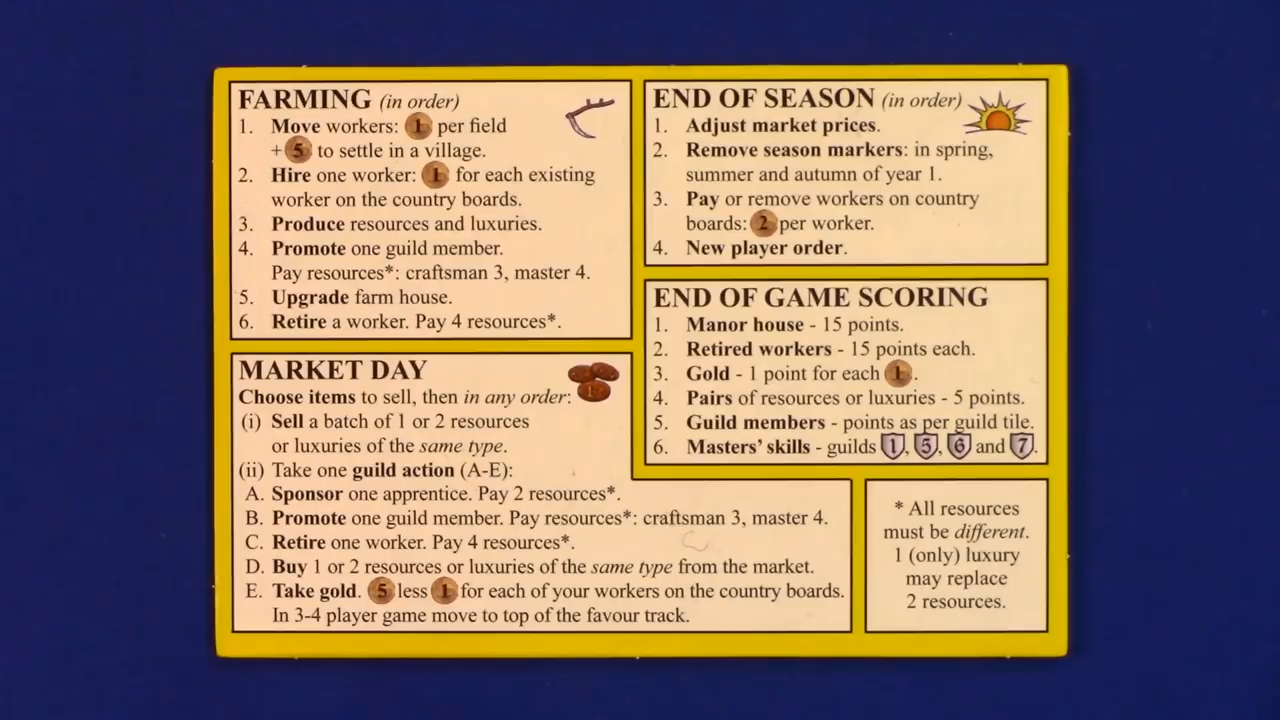 FARMING (in order)
1. Move workers: 1 per field
+ 5 to settle in a village.
2. Hire one worker: 1 for each existing
worker on the country boards.
3. Produce resources and luxuries.
4. Promote one guild member.
Pay resources*: craftsman 3, master 4.
5. Upgrade farm house.
6. Retire a worker. Pay 4 resources*.
MARKET DAY
Choose items to sell, then in any order:
1
(i) Sell a batch of 1 or 2 resources
or luxuries of the same type.
(ii) Take one guild action (A-E):
A. Sponsor one apprentice. Pay 2 resources*.
B. Promote one guild member. Pay resources*: craftsman 3, master 4.
C. Retire one worker. Pay 4 resources*.
D. Buy 1 or 2 resources or luxuries of the same type from the market.
E. Take gold. 5 less 1 for each of your workers on the country boards.
In 3-4 player game move to top of the favour track.
END OF SEASON (in order)
1. Adjust market prices.
2. Remove season markers: in spring,
summer and autumn of year 1.
3. Pay or remove workers on country
boards: 2 per worker.
4. New player order.
END OF GAME SCORING
1. Manor house - 15 points.
2. Retired workers - 15 points each.
3. Gold - 1 point for each 1.
4. Pairs of resources or luxuries - 5 points.
5. Guild members - points as per guild tile.
6. Masters' skills - guilds 1, 5, 6 and 7.
* All resources
must be different.
1 (only) luxury
may replace
2 resources.